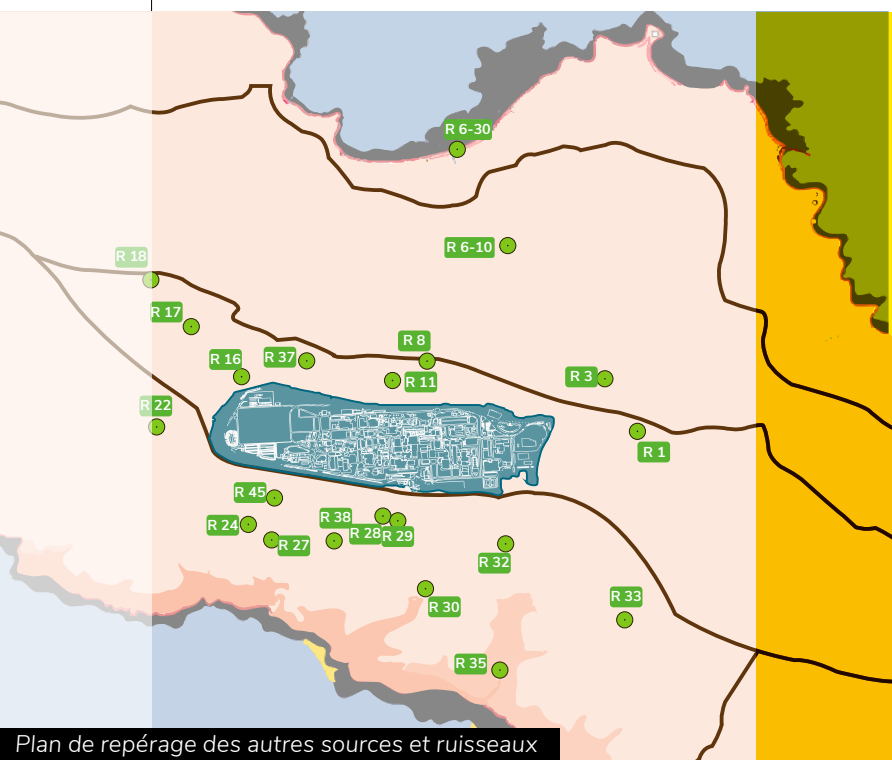 R 6-30
R 6-10
R 18
R 17
R 8
R 16
R 37
R 11
R 3
R 22
R 1
R 45
R 38
R 24
R 28
R 29
R 27
R 32
R 33
R 30
R 35
Plan de repérage des autres sources et ruisseaux